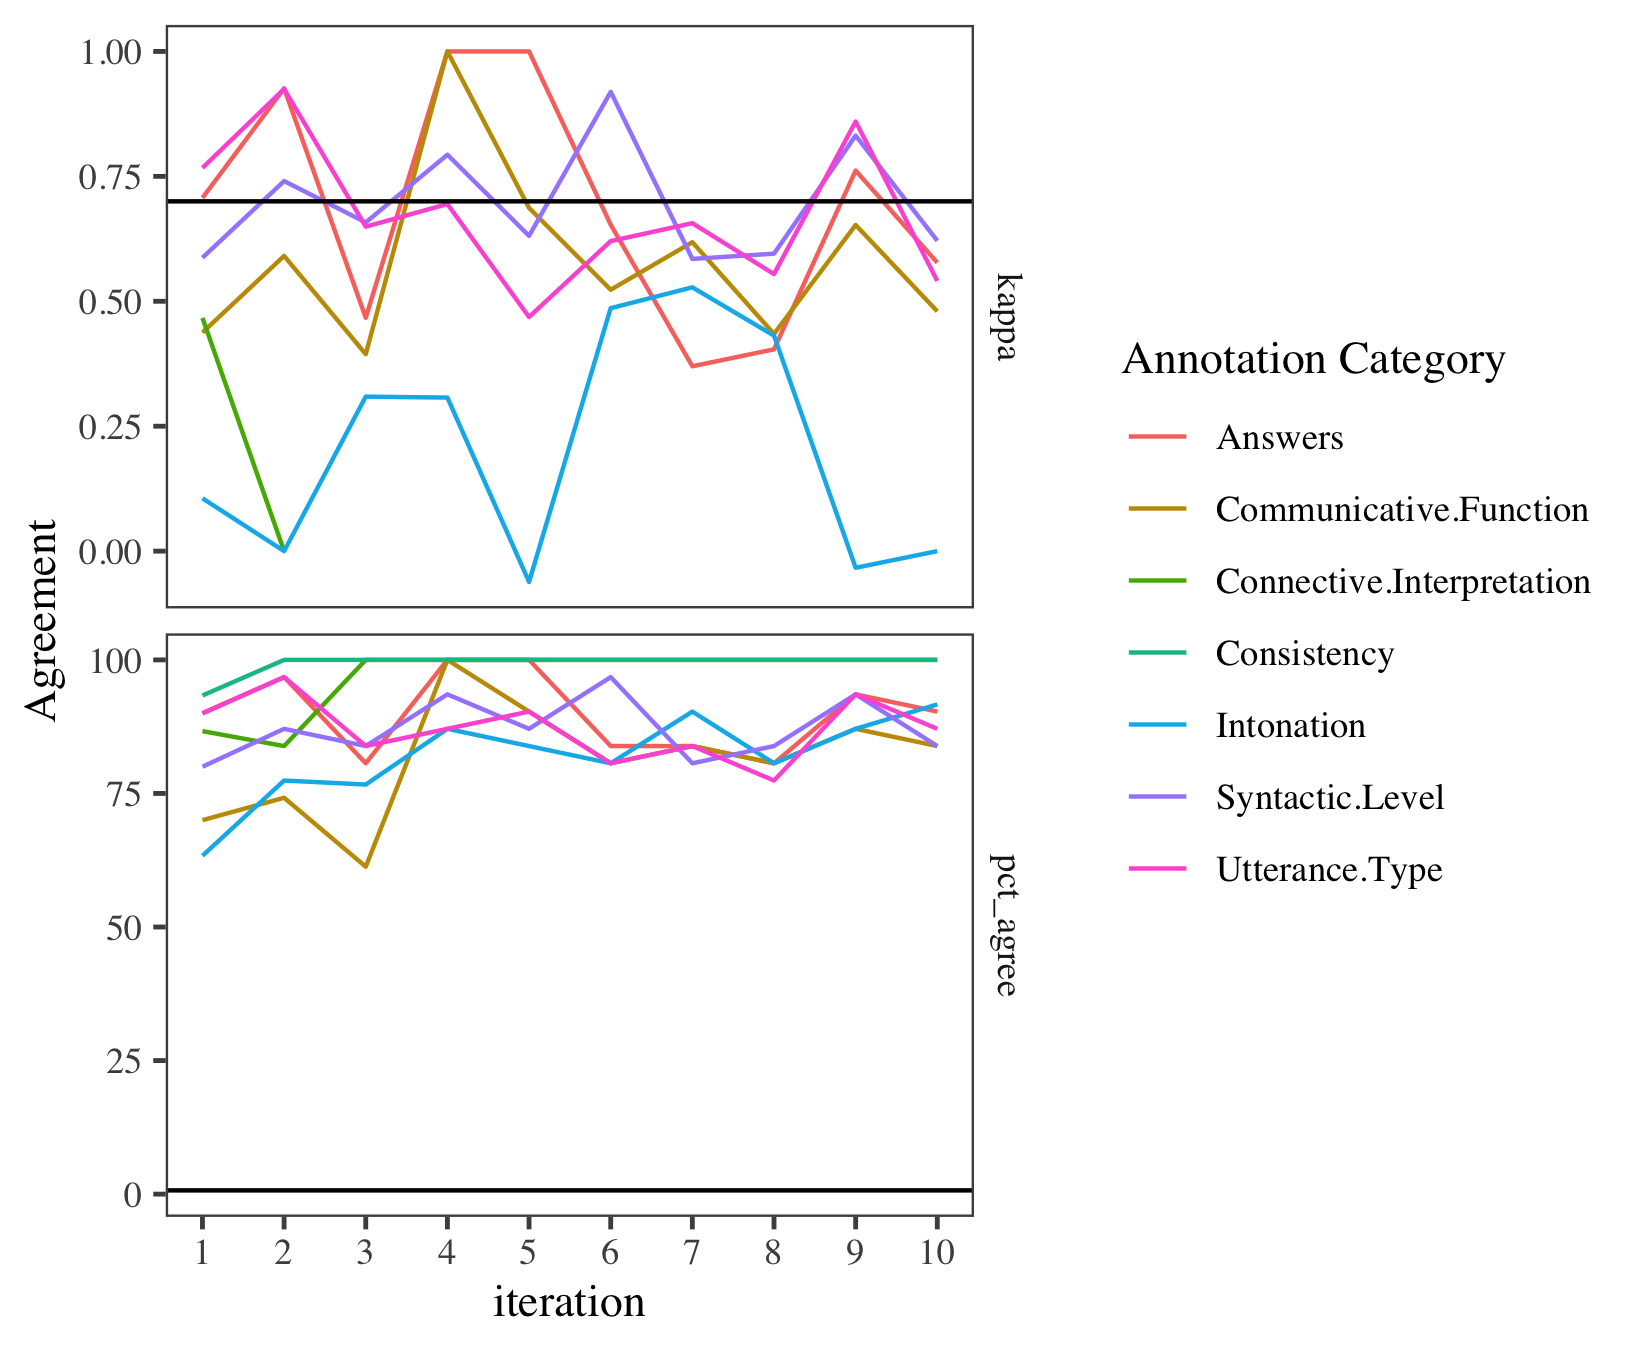 Agreement
1.00
0.75
0.50
0.25
0.00
kappa
100
75
50
25
0
pct_agree
1 2 3 4 5 6 7 8 9 10
iteration
Annotation Category
Answers
Communicative.Function
Connective.Interpretation
Consistency
Intonation
Syntactic.Level
Utterance.Type